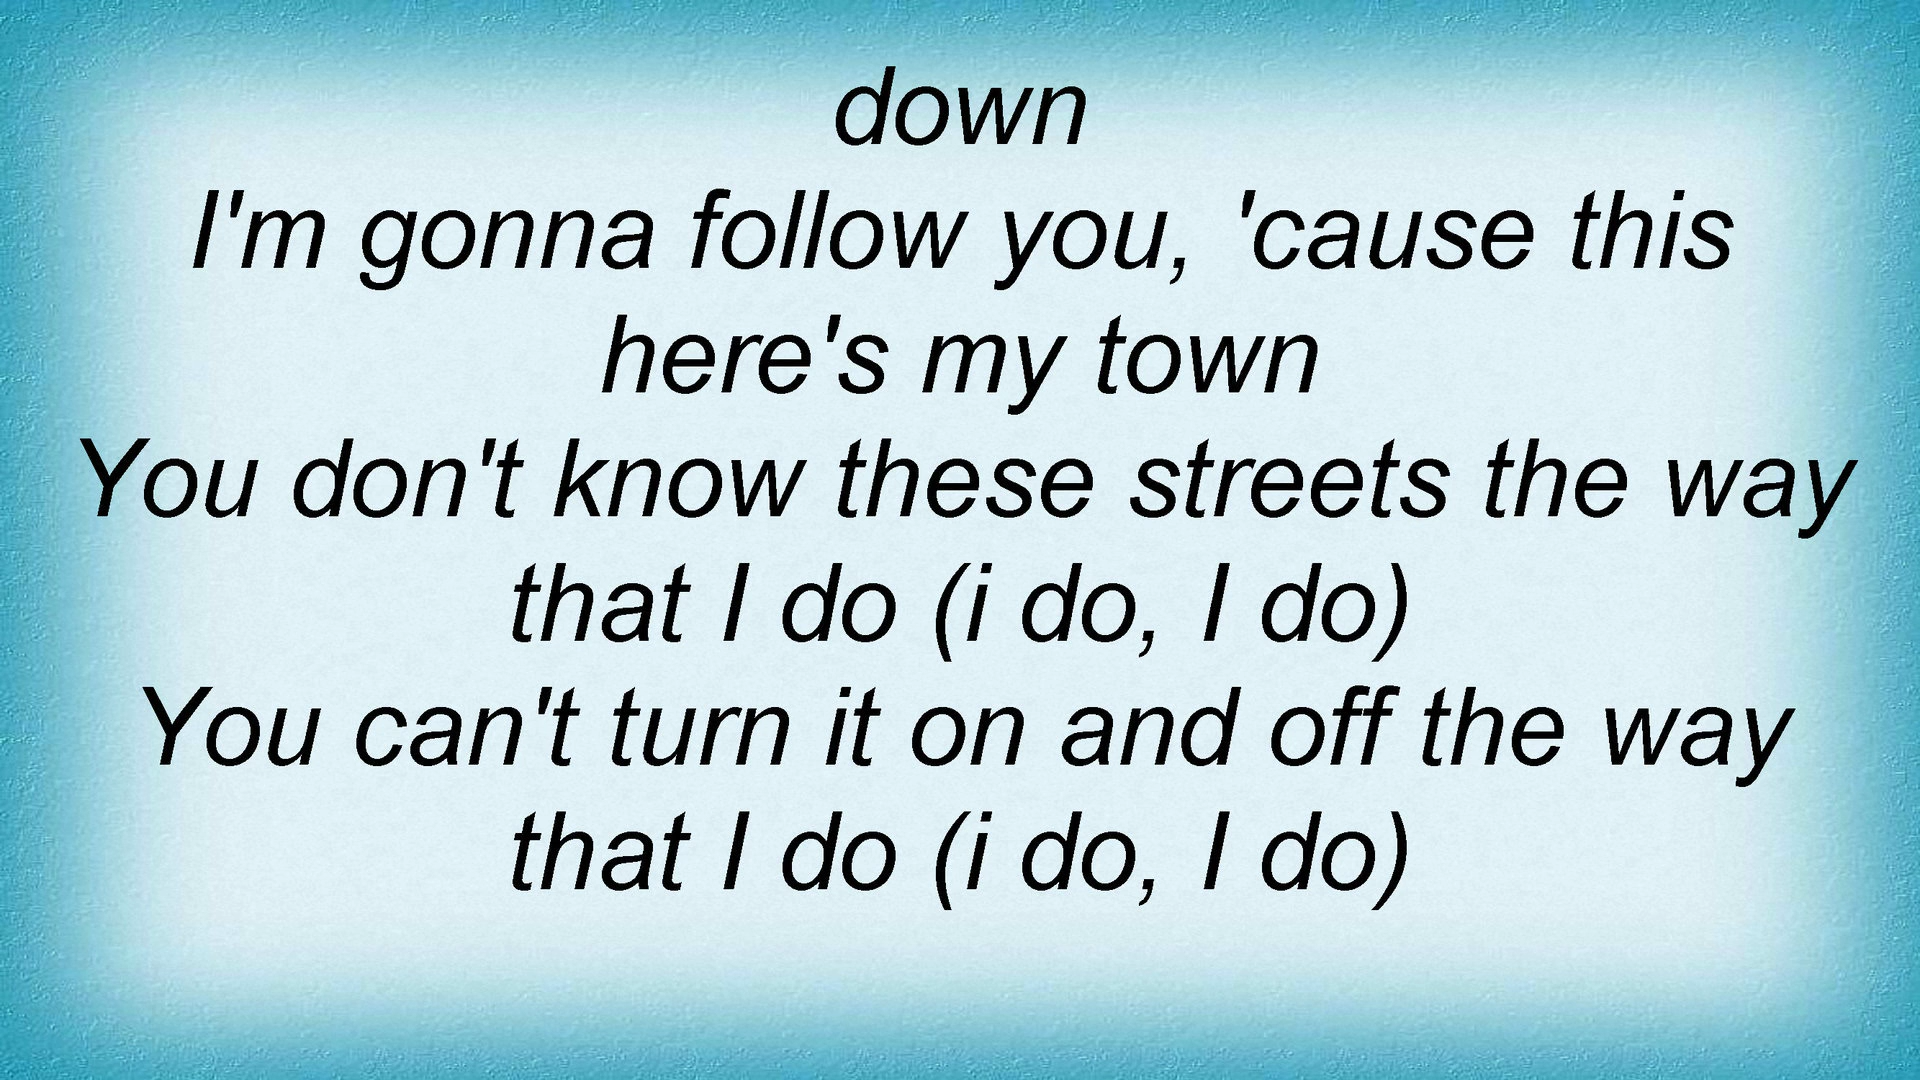 down
I'm gonna follow you, 'cause this
here's my town
You don't know these streets the way
that I do (i do, I do)
You can't turn it on and off the way
that I do (i do, I do)